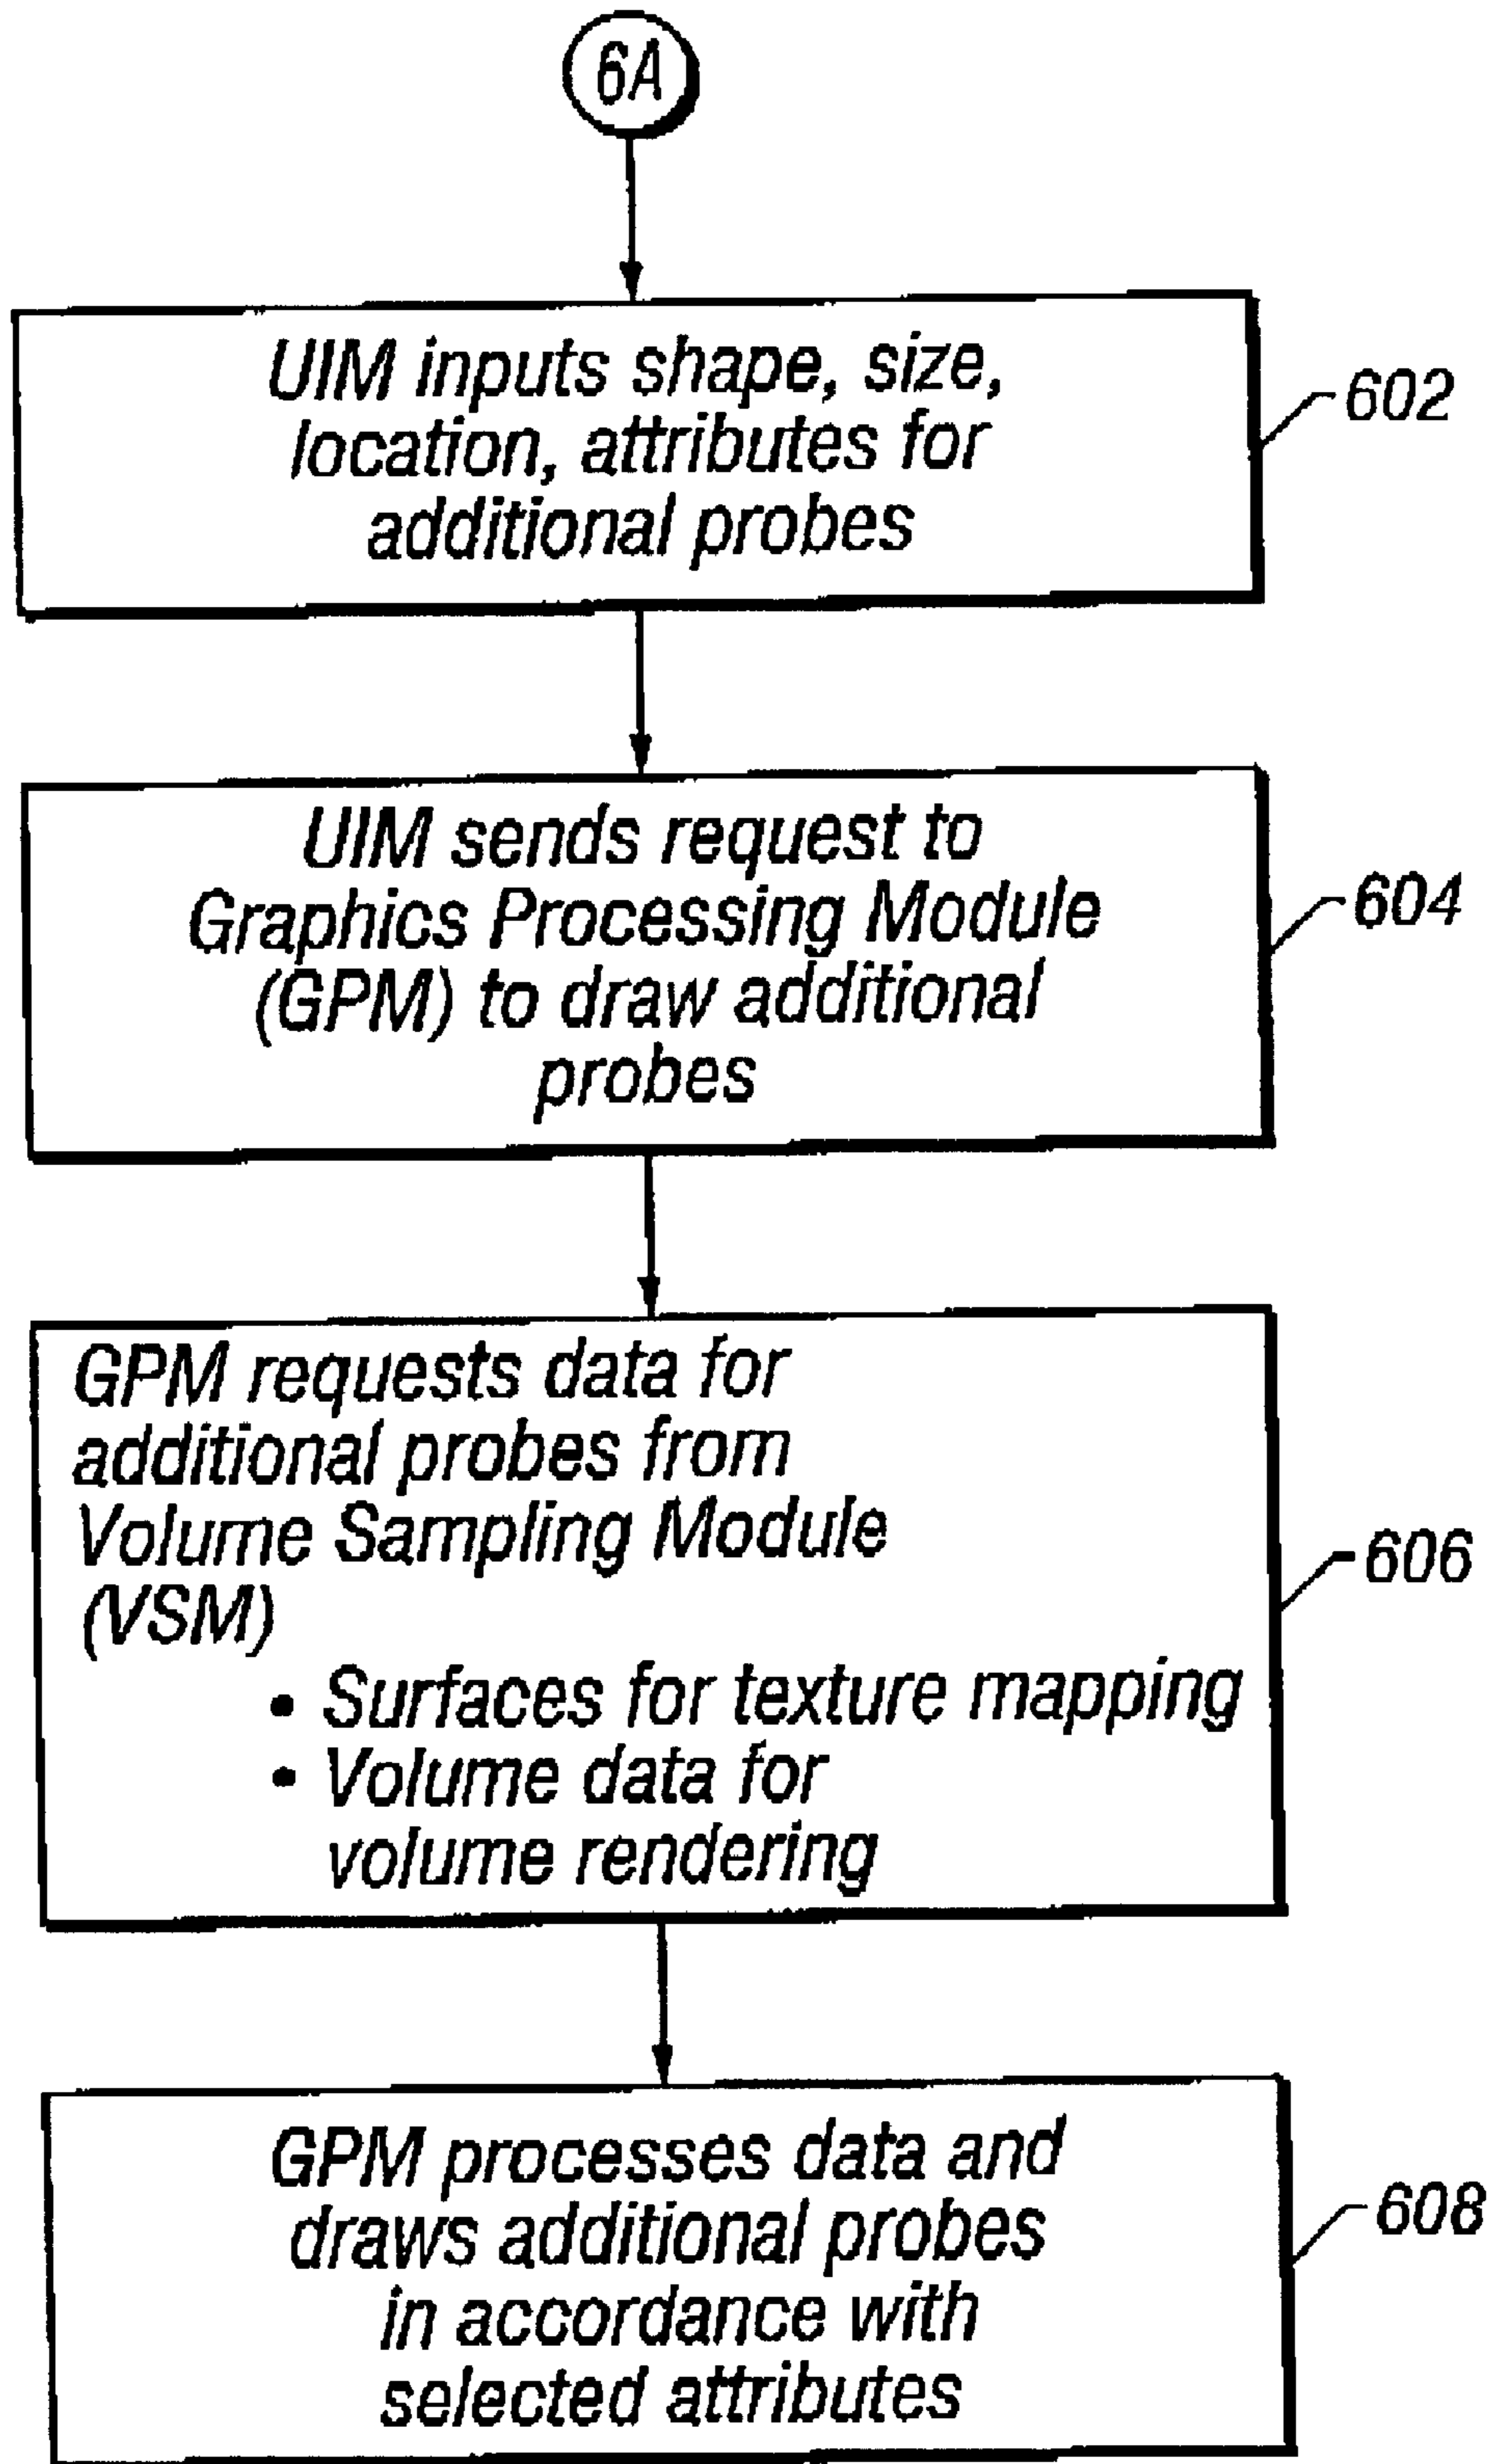 6A
UIM inputs shape, size,
location, attributes for
additional probes
602
UIM sends request to
Graphics Processing Module
(GPM) to draw additional
probes
604
GPM requests data for
additional probes from
Volume Sampling Module
(VSM)
• Surfaces for texture mapping
• Volume data for
volume rendering
606
GPM processes data and
draws additional probes
in accordance with
selected attributes
608